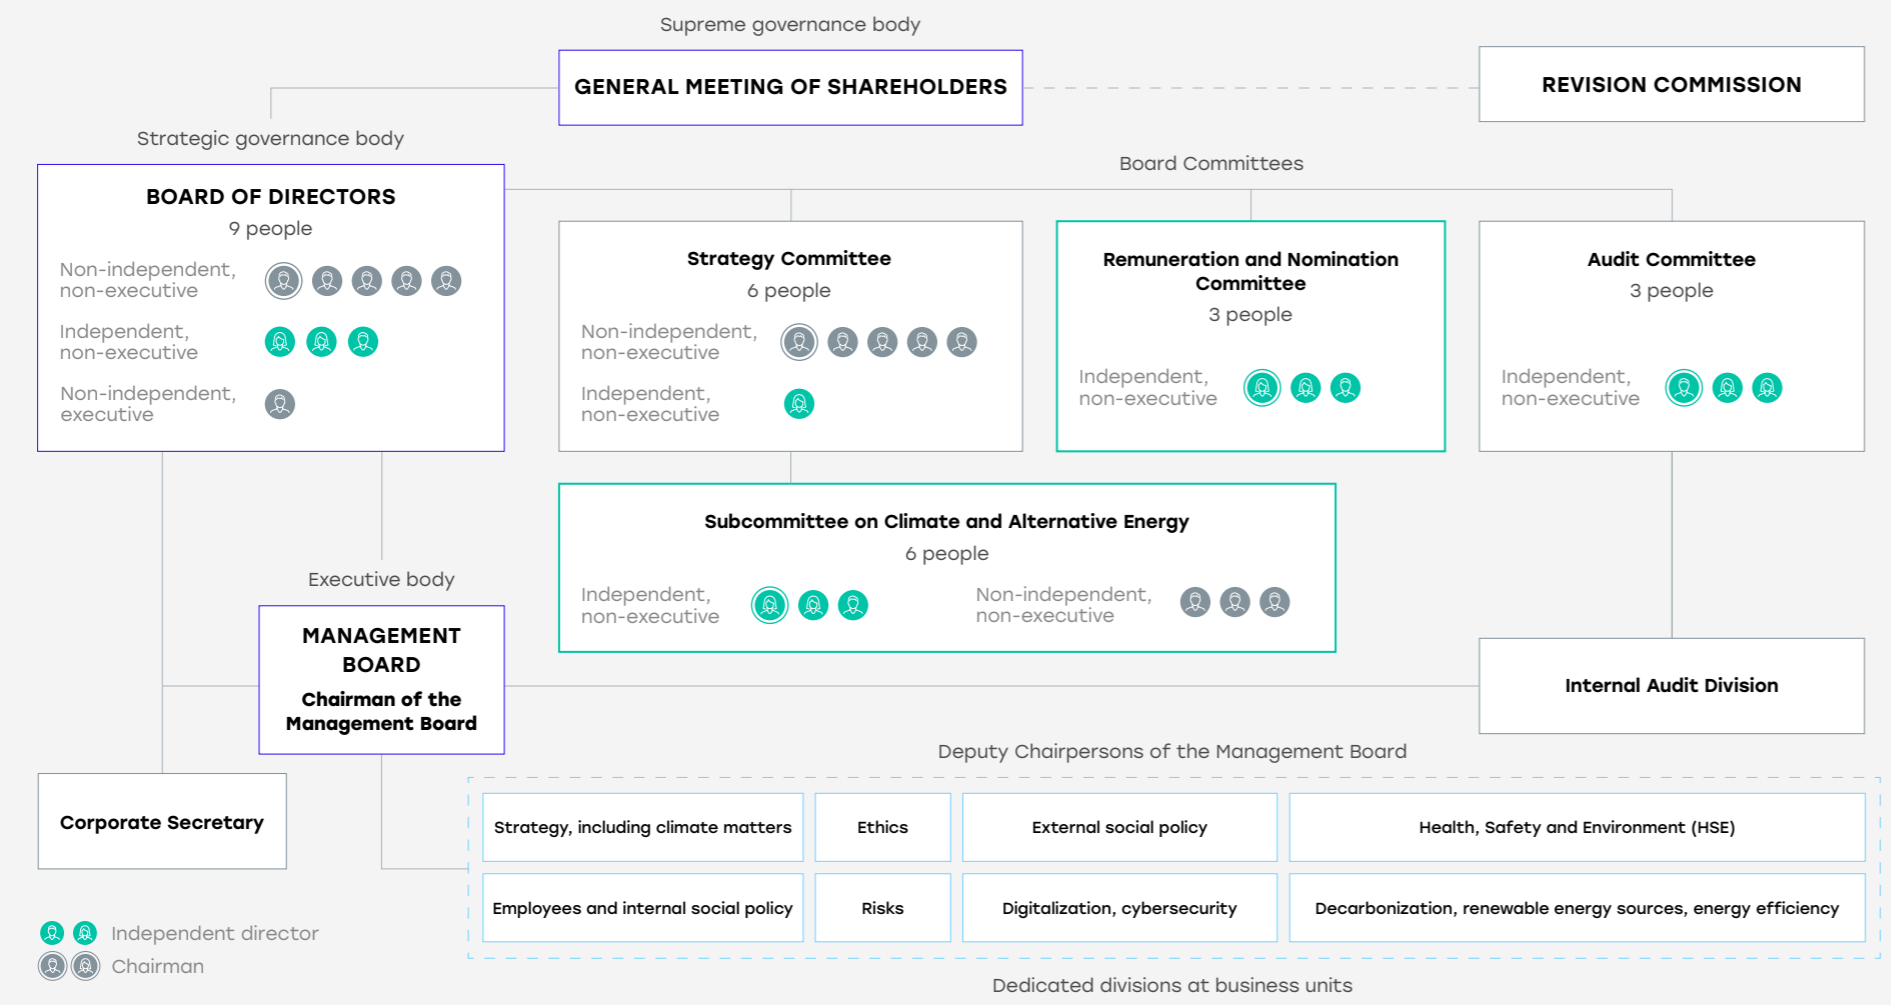 Supreme governance body
GENERAL MEETING OF SHAREHOLDERS
REVISION COMMISSION
Strategic governance body
BOARD OF DIRECTORS
9 people
Non-independent,
non-executive
Independent,
non-executive
Non-independent,
executive
Board Committees
Strategy Committee
6 people
Non-independent,
non-executive
Independent,
non-executive
Remuneration and Nomination
Committee
3 people
Independent,
non-executive
Audit Committee
3 people
Independent,
non-executive
Subcommittee on Climate and Alternative Energy
6 people
Independent,
non-executive
Non-independent,
non-executive
Executive body
MANAGEMENT
BOARD
Chairman of the
Management Board
Internal Audit Division
Corporate Secretary
Deputy Chairpersons of the Management Board
Strategy, including climate matters
Ethics
External social policy
Health, Safety and Environment (HSE)
Employees and internal social policy
Risks
Digitalization, cybersecurity
Decarbonization, renewable energy sources, energy efficiency
Dedicated divisions at business units
Independent director
Chairman